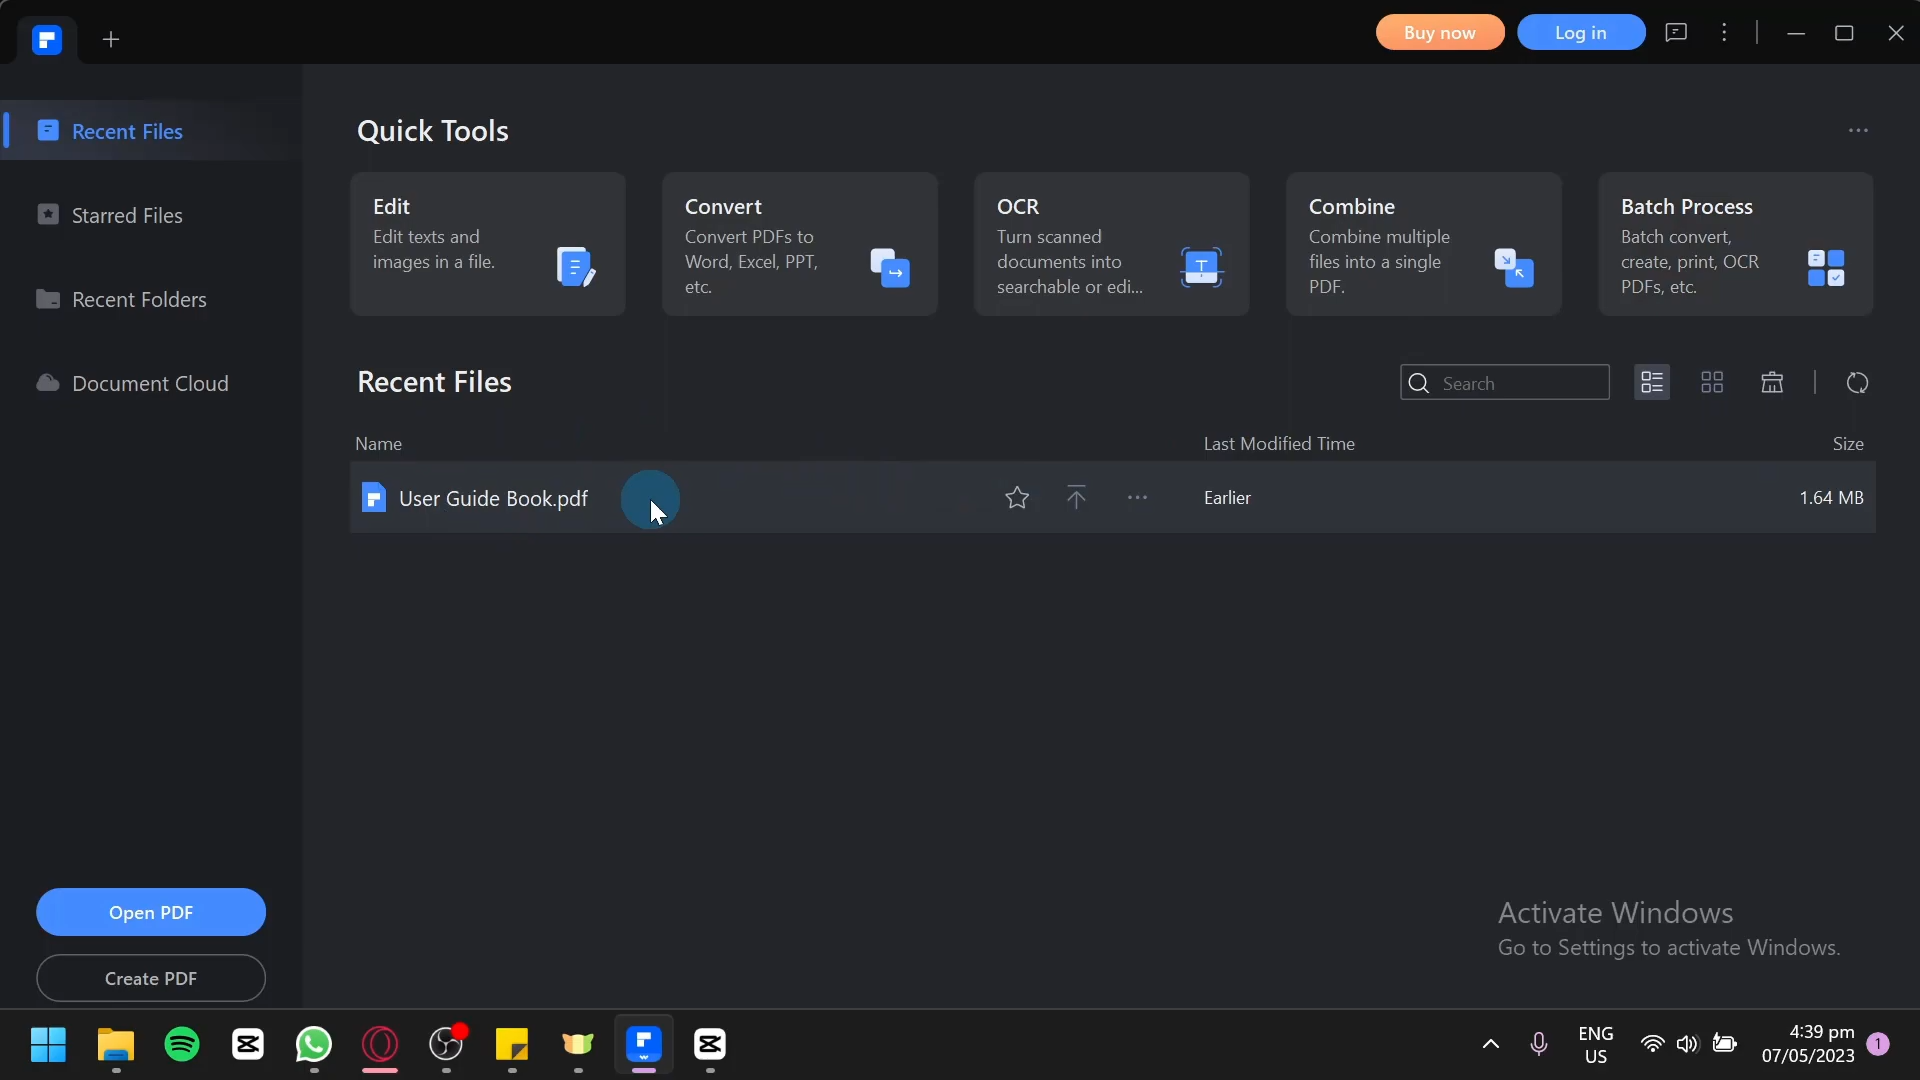 Buy now
Log in
Recent Files
Starred Files
Recent Folders
Document Cloud
Open PDF
Create PDF
Quick Tools
Edit
Edit texts and
images in a file.
Convert
Convert PDFs to
Word, Excel, PPT,
etc.
OCR
Turn scanned
documents into
searchable or edi...
Combine
Combine multiple
files into a single
PDF.
Batch Process
Batch convert,
create, print, OCR
PDFs, etc.
Recent Files
Search
Name
Last Modified Time
Size
User Guide Book.pdf
Earlier
1.64 MB
Activate Windows
Go to Settings to activate Windows.
ENG
US
4:39 pm
07/05/2023
1